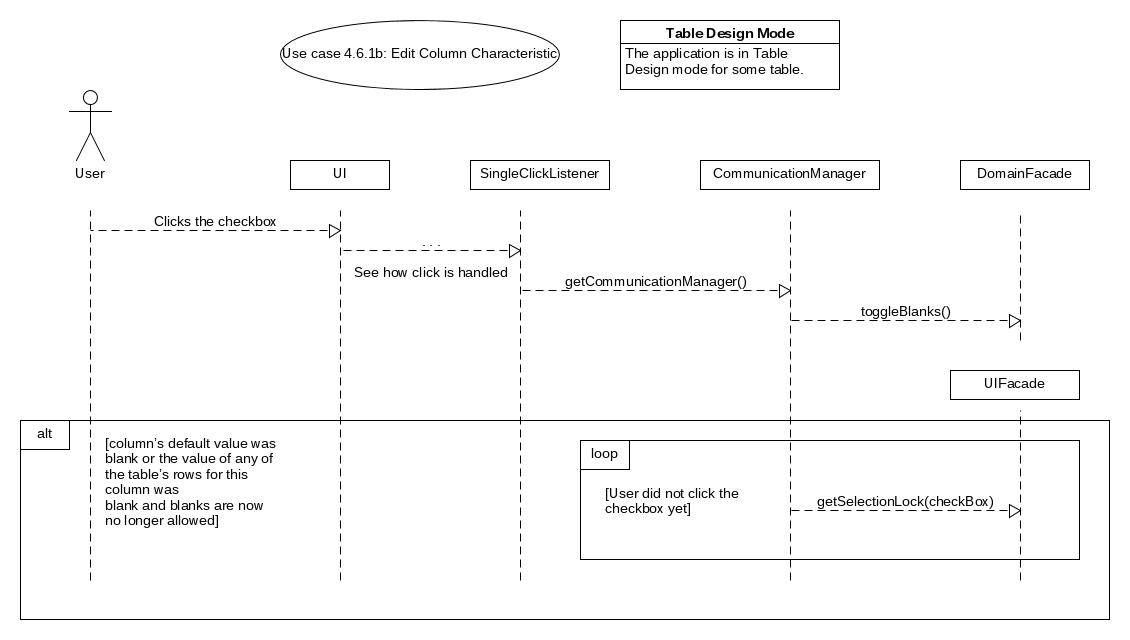 Use case 4.6.1b: Edit Column Characteristic
Table Design Mode
The application is in Table
Design mode for some table.
User
UI
SingleClickListener
CommunicationManager
DomainFacade
Clicks the checkbox
. . .
See how click is handled
getCommunicationManager()
toggleBlanks()
UIFacade
alt
[column's default value was
blank or the value of any of
the table's rows for this
column was
blank and blanks are now
no longer allowed]
loop
[User did not click the
checkbox yet]
getSelectionLock(checkBox)